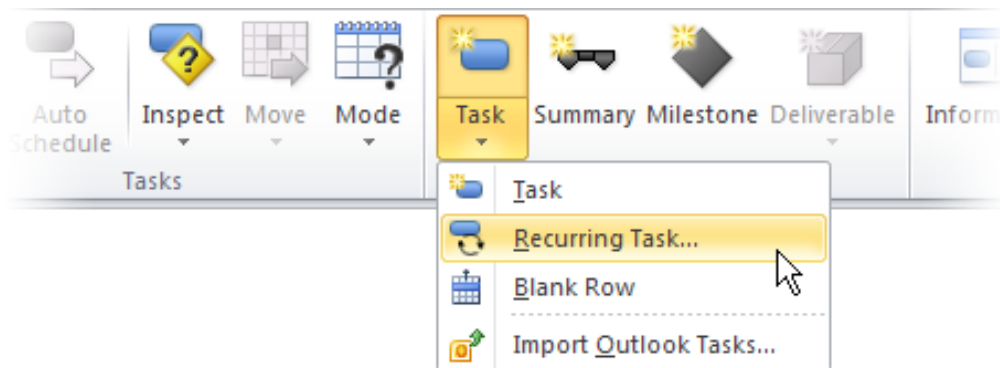 Auto
Schedule
Inspect
Move
Mode
Task
Summary
Milestone
Deliverable
Inform
Tasks
Task
Recurring Task...
Blank Row
Import Outlook Tasks...